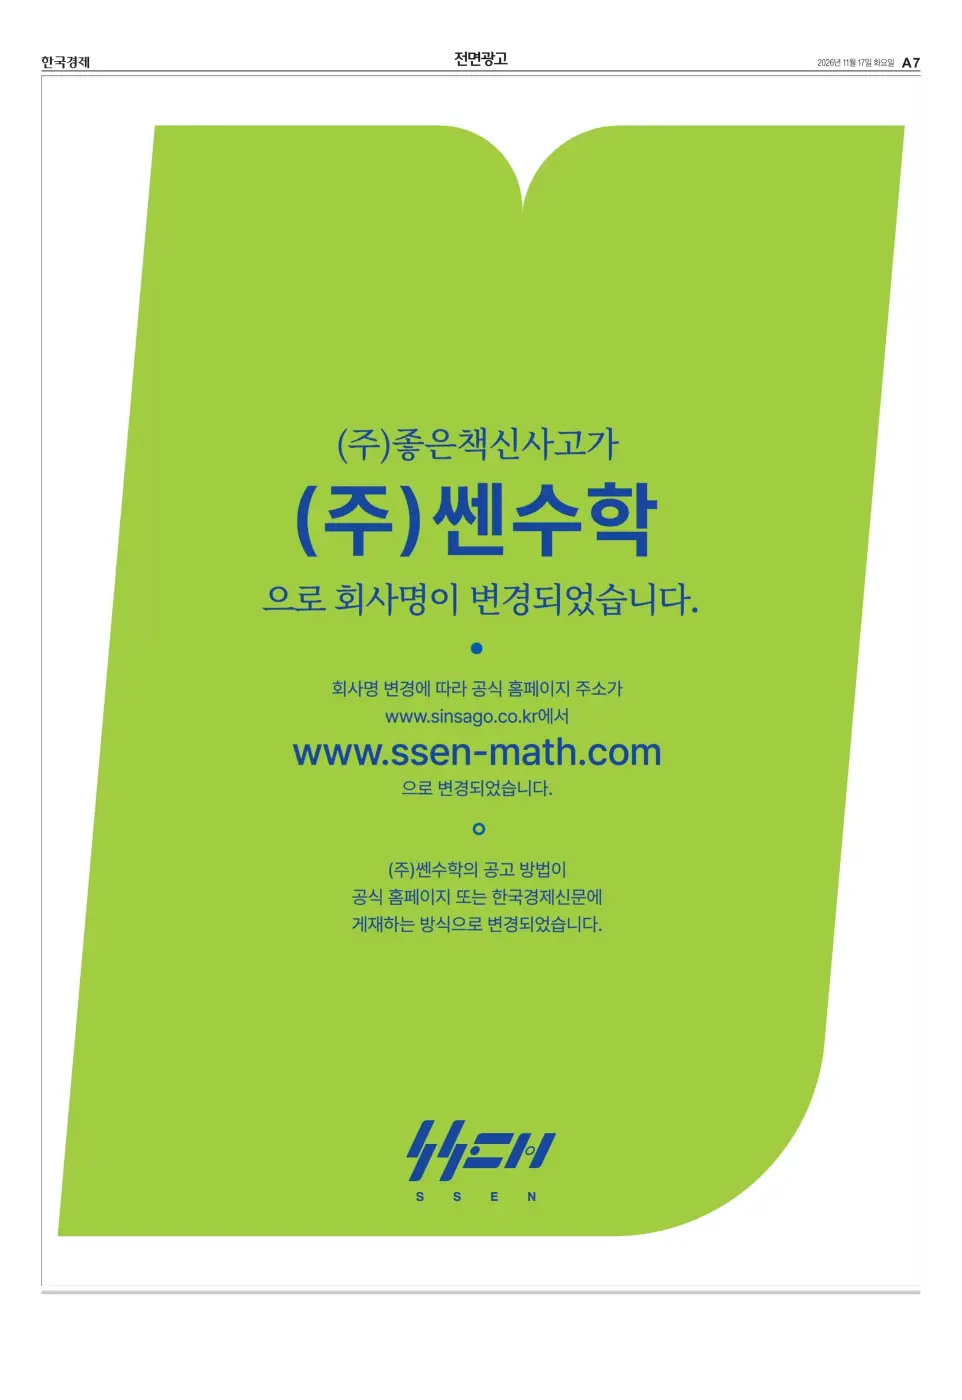 한국경제
전면광고
2026년 11월 17일 화요일 A7
(주)좋은책신사고가
(주)쎈수학
으로 회사명이 변경되었습니다.
회사명 변경에 따라 공식 홈페이지 주소가
www.sinsago.co.kr에서
www.ssen-math.com
으로 변경되었습니다.
(주)쎈수학의 공고 방법이
공식 홈페이지 또는 한국경제신문에
게재하는 방식으로 변경되었습니다.
SSEN